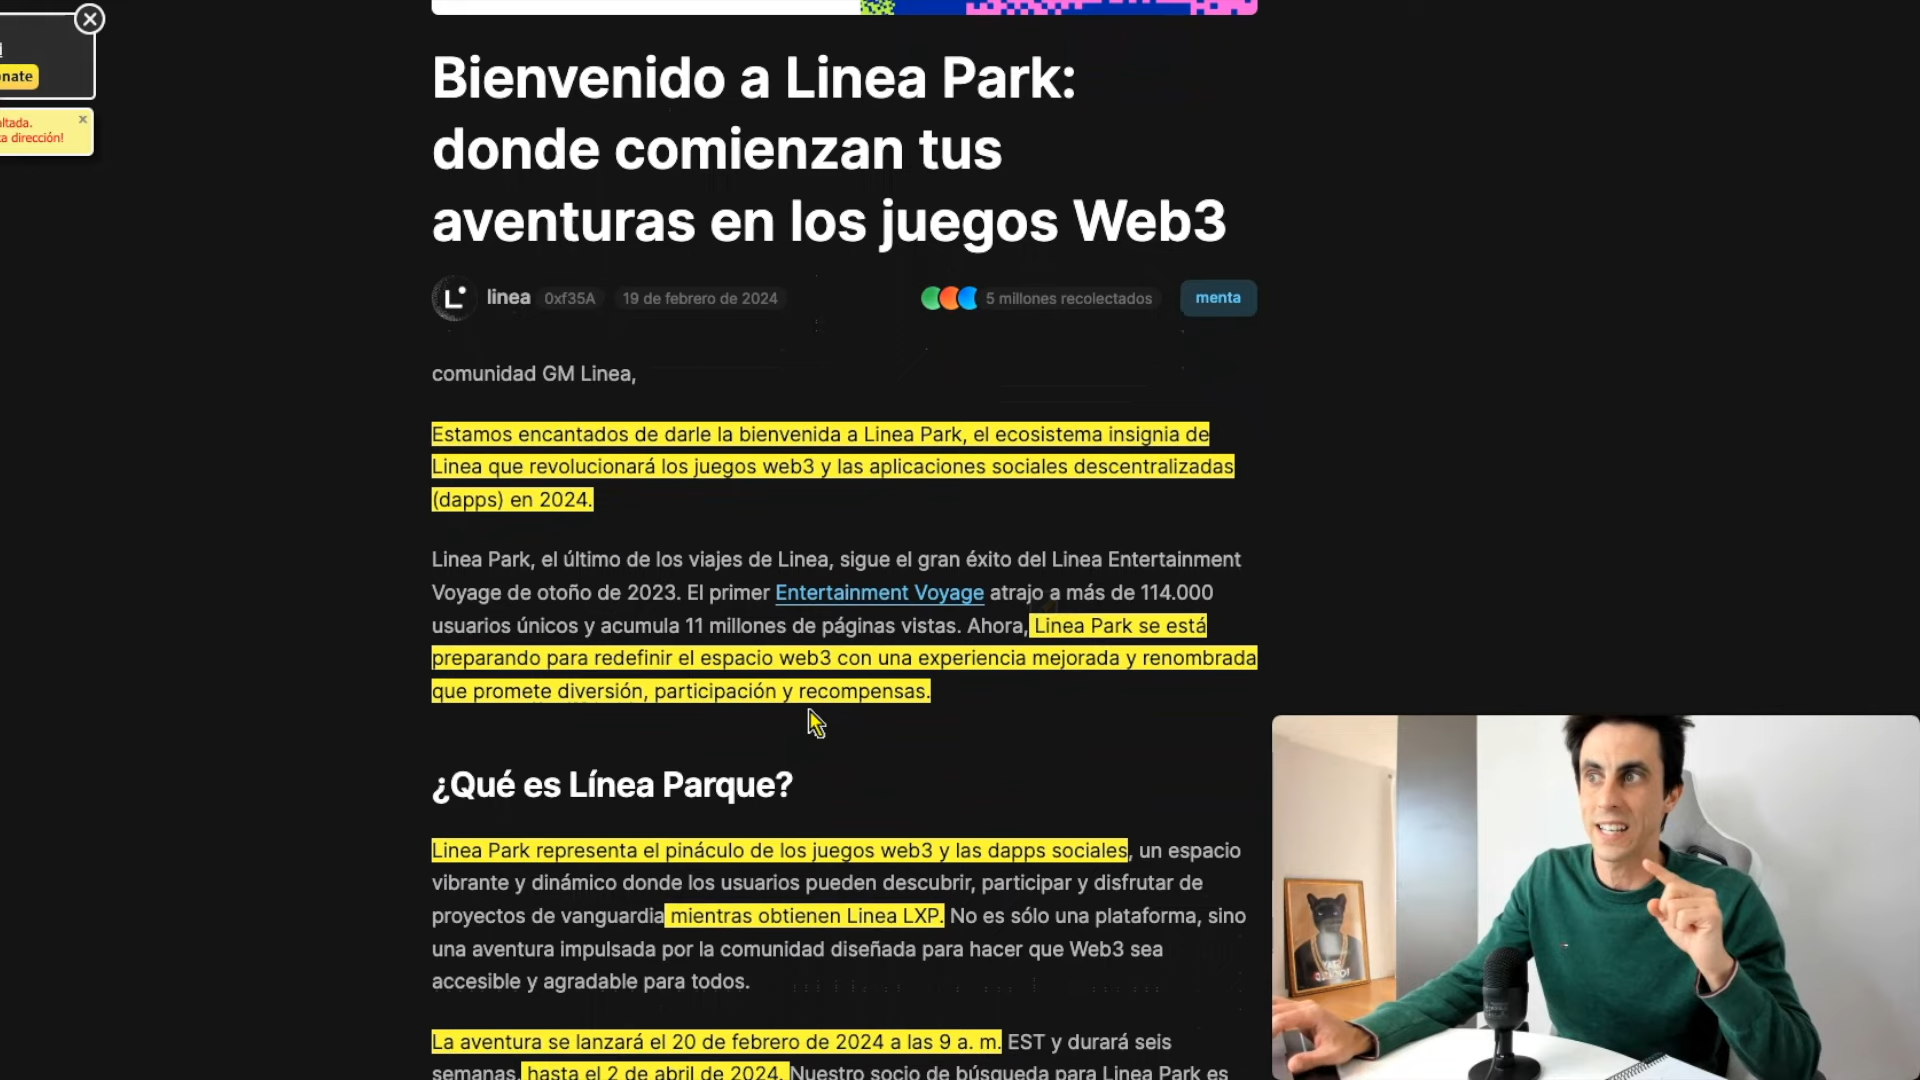 i
nate
altada.
ta dirección!
Bienvenido a Linea Park:
donde comienzan tus
aventuras en los juegos Web3
linea 0xf35A 19 de febrero de 2024 5 millones recolectados menta
comunidad GM Linea,
Estamos encantados de darle la bienvenida a Linea Park, el ecosistema insignia de
Linea que revolucionará los juegos web3 y las aplicaciones sociales descentralizadas
(dapps) en 2024.
Linea Park, el último de los viajes de Linea, sigue el gran éxito del Linea Entertainment
Voyage de otoño de 2023. El primer Entertainment Voyage atrajo a más de 114.000
usuarios únicos y acumula 11 millones de páginas vistas. Ahora, Linea Park se está
preparando para redefinir el espacio web3 con una experiencia mejorada y renombrada
que promete diversión, participación y recompensas.
¿Qué es Línea Parque?
Linea Park representa el pináculo de los juegos web3 y las dapps sociales, un espacio
vibrante y dinámico donde los usuarios pueden descubrir, participar y disfrutar de
proyectos de vanguardia mientras obtienen Linea LXP. No es sólo una plataforma, sino
una aventura impulsada por la comunidad diseñada para hacer que Web3 sea
accesible y agradable para todos.
La aventura se lanzará el 20 de febrero de 2024 a las 9 a. m. EST y durará seis
semanas, hasta el 2 de abril de 2024. Nuestro socio de búsqueda para Linea Park es